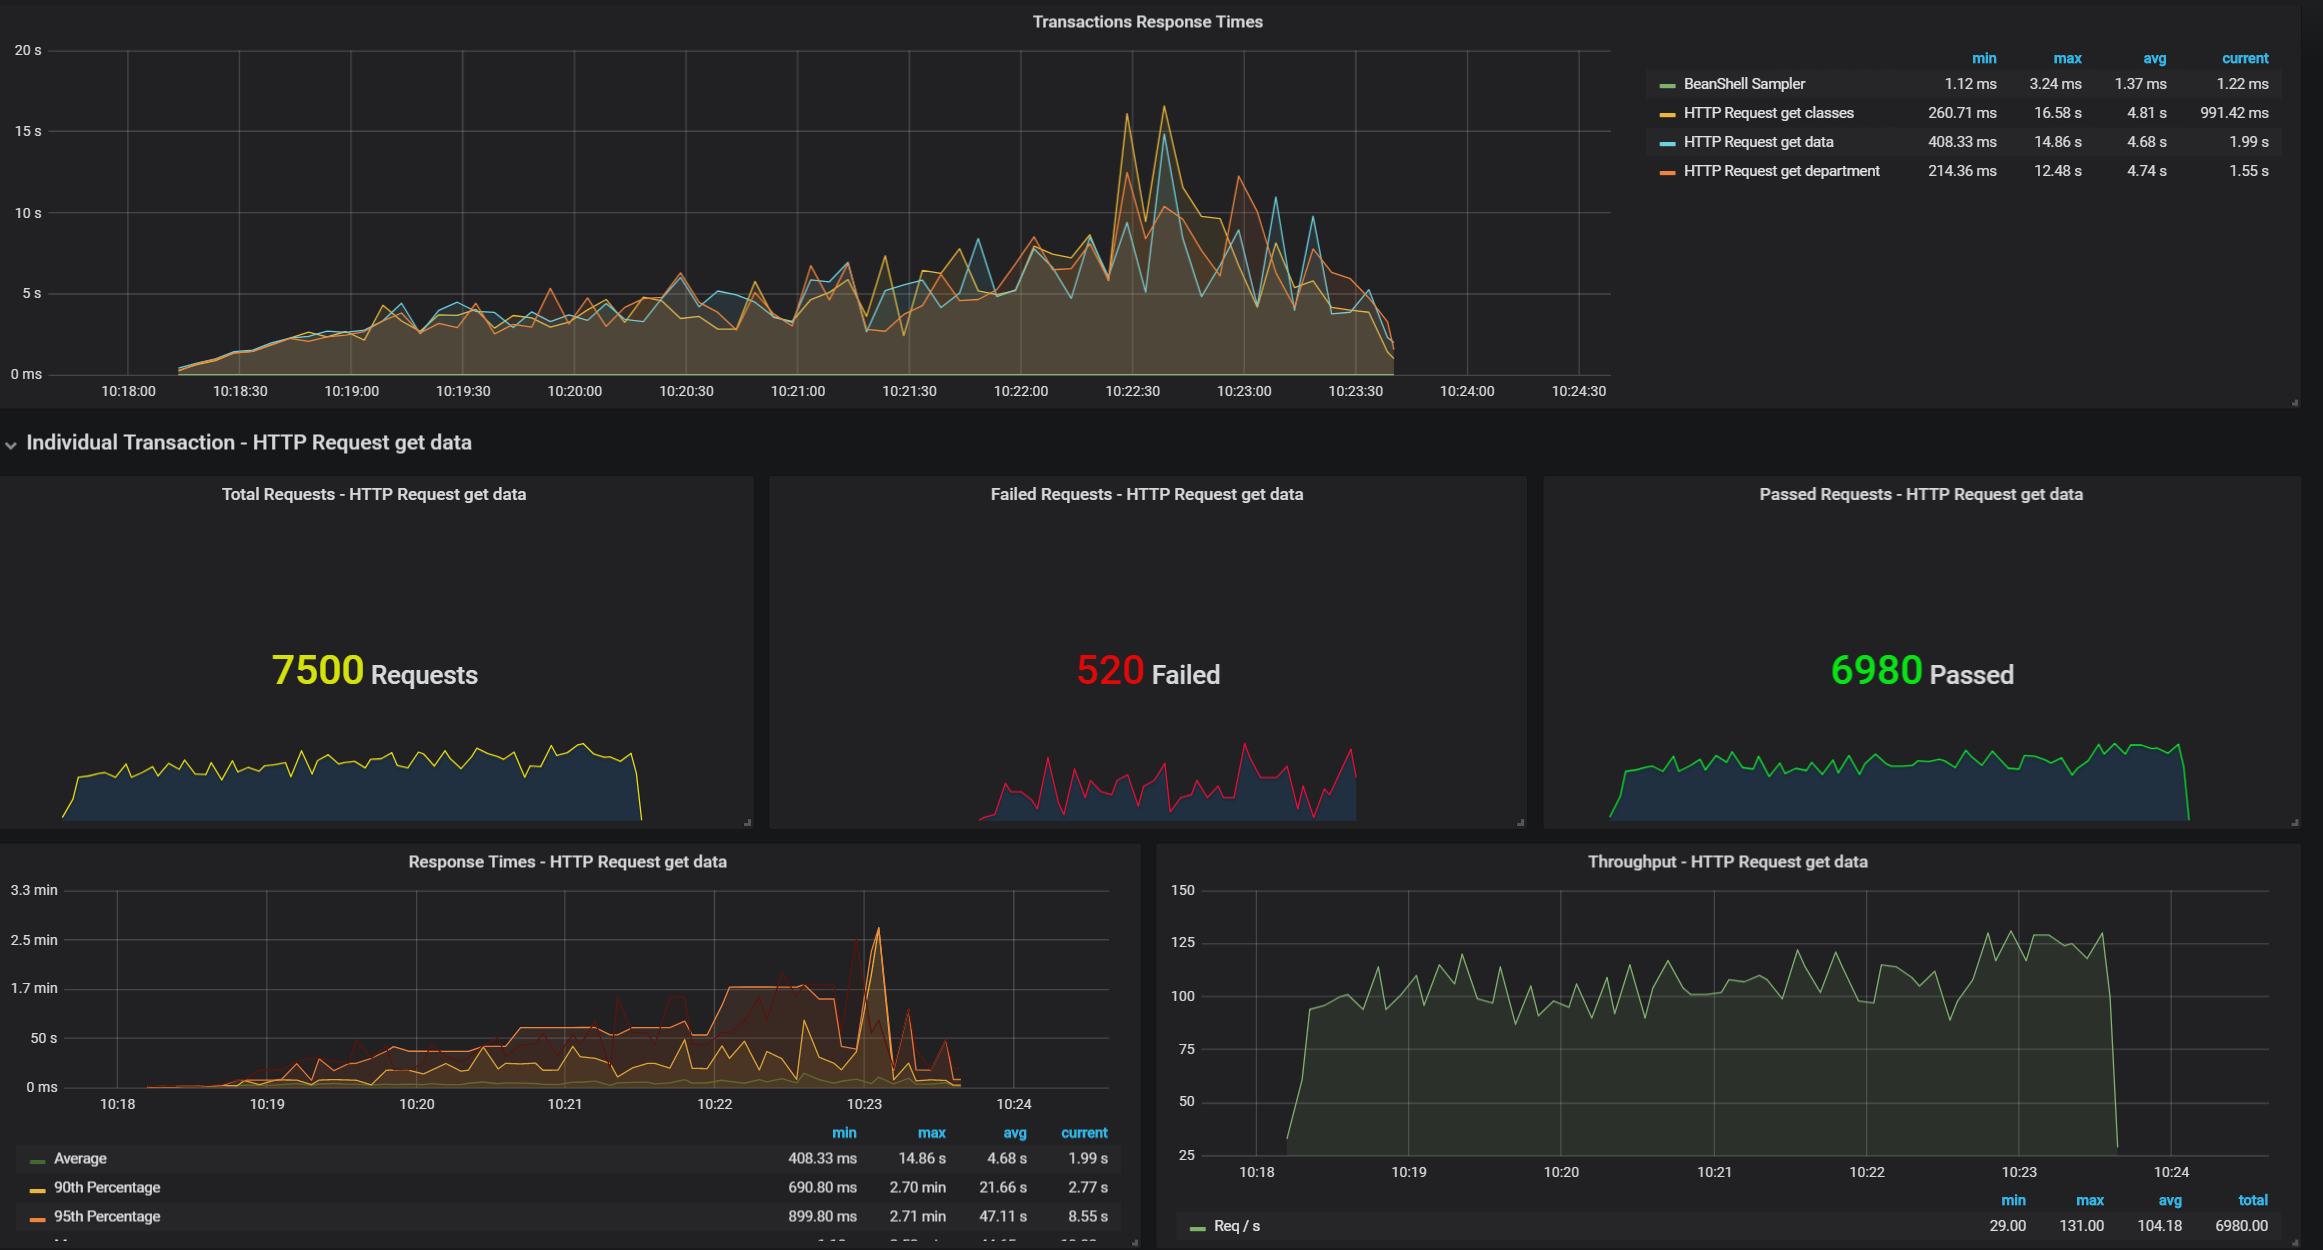 Transactions Response Times
20 s
15 s
10 s
5 s
0 ms
10:18:00 10:18:30 10:19:00 10:19:30 10:20:00 10:20:30 10:21:00 10:21:30 10:22:00 10:22:30 10:23:00 10:23:30 10:24:00 10:24:30
min max avg current
BeanShell Sampler 1.12 ms 3.24 ms 1.37 ms 1.22 ms
HTTP Request get classes 260.71 ms 16.58 s 4.81 s 991.42 ms
HTTP Request get data 408.33 ms 14.86 s 4.68 s 1.99 s
HTTP Request get department 214.36 ms 12.48 s 4.74 s 1.55 s
Individual Transaction - HTTP Request get data
Total Requests - HTTP Request get data
7500 Requests
Failed Requests - HTTP Request get data
520 Failed
Passed Requests - HTTP Request get data
6980 Passed
Response Times - HTTP Request get data
3.3 min
2.5 min
1.7 min
50 s
0 ms
10:18 10:19 10:20 10:21 10:22 10:23 10:24
min max avg current
Average 408.33 ms 14.86 s 4.68 s 1.99 s
90th Percentage 690.80 ms 2.70 min 21.66 s 2.77 s
95th Percentage 899.80 ms 2.71 min 47.11 s 8.55 s
Throughput - HTTP Request get data
150
125
100
75
50
25
10:18 10:19 10:20 10:21 10:22 10:23 10:24
min max avg total
Req / s 29.00 131.00 104.18 6980.00